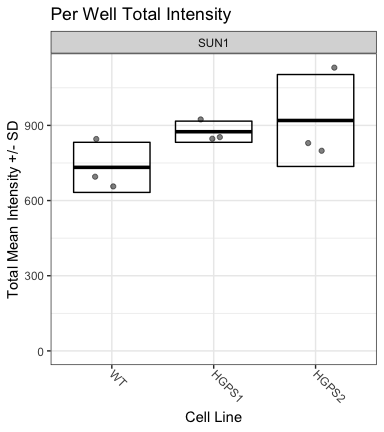 Per Well Total Intensity
SUN1
Total Mean Intensity +/- SD
900
600
300
0
WT
HGPS1
HGPS2
Cell Line